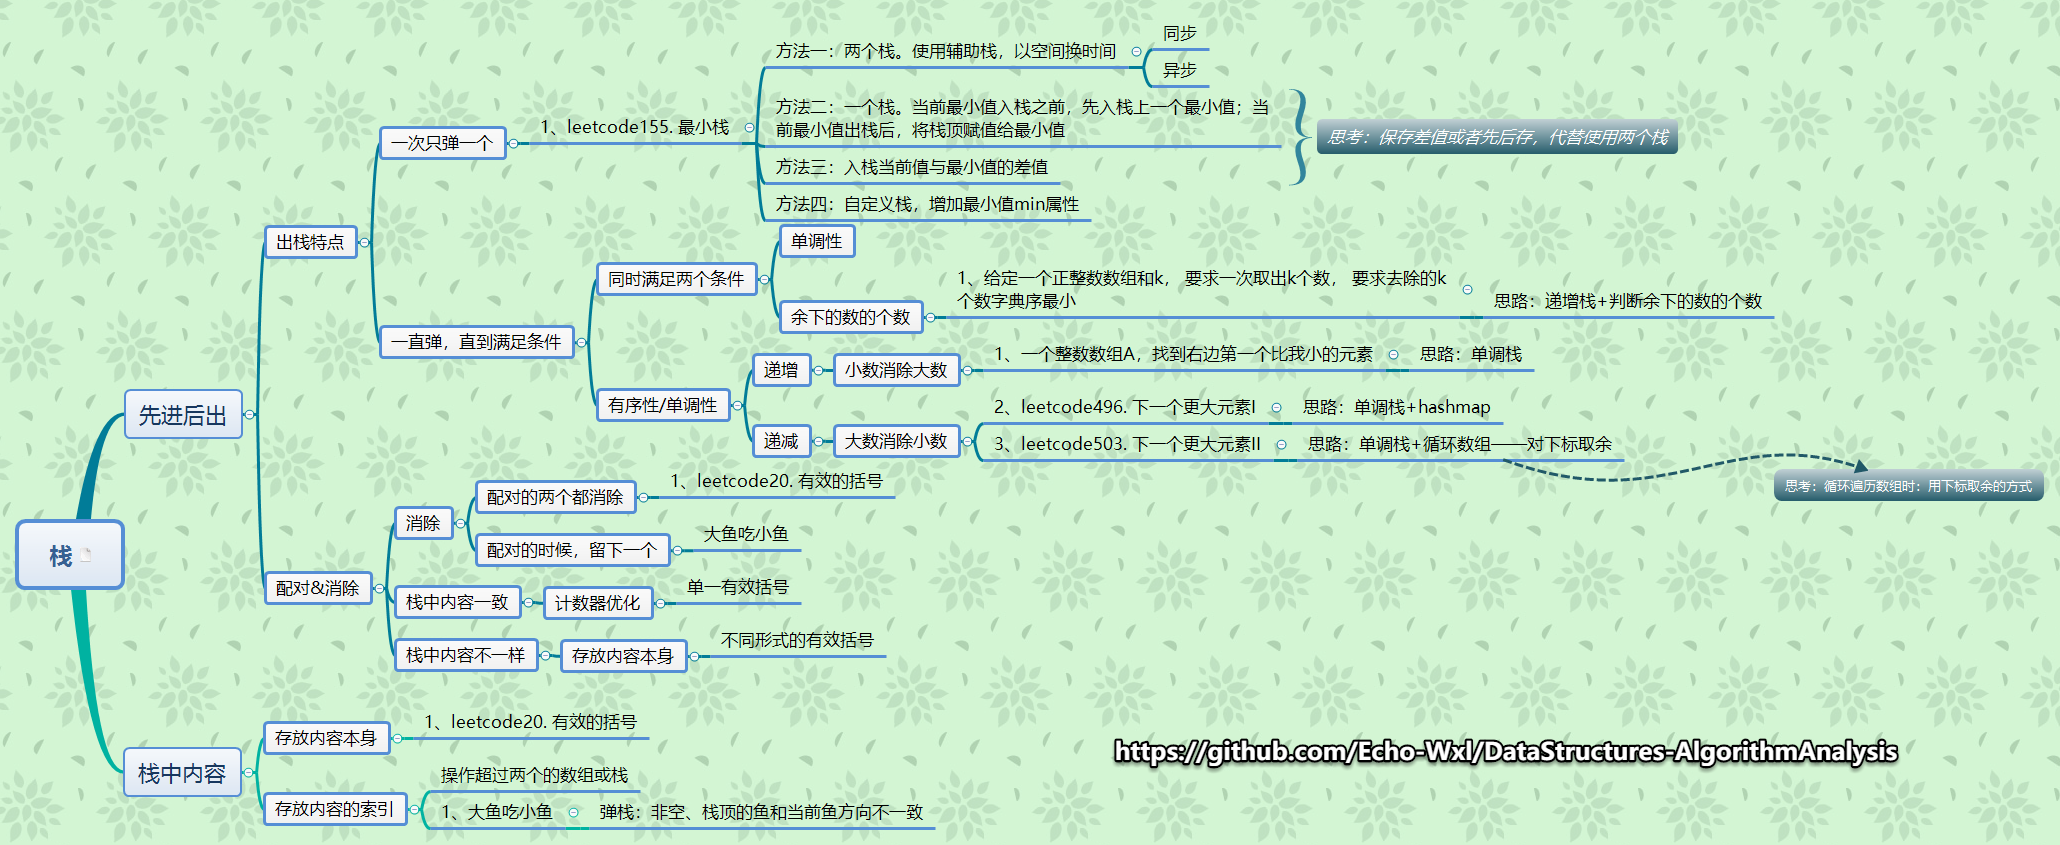 栈
先进后出
出栈特点
一次只弹一个
1、leetcode155. 最小栈
方法一：两个栈。使用辅助栈，以空间换时间
同步
异步
方法二：一个栈。当前最小值入栈之前，先入栈上一个最小值；当
前最小值出栈后，将栈顶赋值给最小值
方法三：入栈当前值与最小值的差值
方法四：自定义栈，增加最小值min属性
思考：保存差值或者先后存，代替使用两个栈
一直弹，直到满足条件
同时满足两个条件
单调性
余下的数的个数
1、给定一个正整数数组和k， 要求一次取出k个数， 要求去除的k
个数字典序最小
思路：递增栈+判断余下的数的个数
有序性/单调性
递增
小数消除大数
1、一个整数数组A，找到右边第一个比我小的元素
思路：单调栈
递减
大数消除小数
2、leetcode496. 下一个更大元素I
思路：单调栈+hashmap
3、leetcode503. 下一个更大元素II
思路：单调栈+循环数组——对下标取余
思考：循环遍历数组时：用下标取余的方式
配对&消除
消除
配对的两个都消除
1、leetcode20. 有效的括号
配对的时候，留下一个
大鱼吃小鱼
栈中内容一致
计数器优化
单一有效括号
栈中内容不一样
存放内容本身
不同形式的有效括号
栈中内容
存放内容本身
1、leetcode20. 有效的括号
存放内容的索引
操作超过两个的数组或栈
1、大鱼吃小鱼
弹栈：非空、栈顶的鱼和当前鱼方向不一致
https://github.com/Echo-Wxl/DataStructures-AlgorithmAnalysis